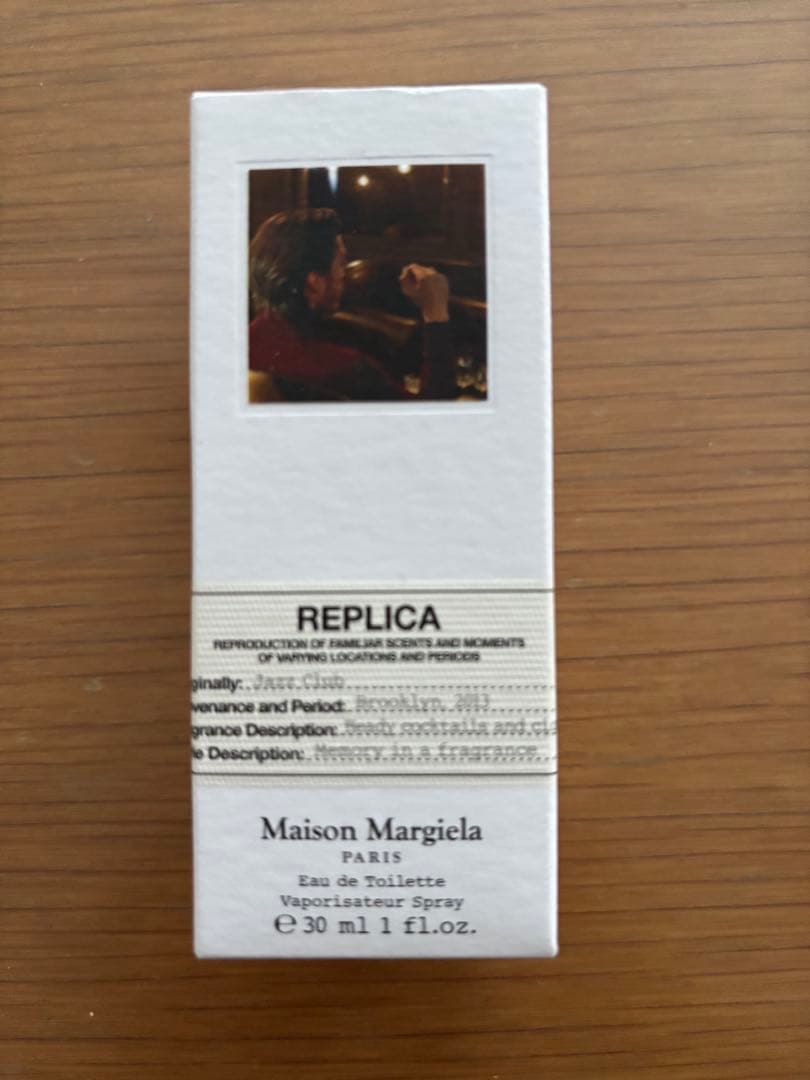 REPLICA
REPRODUCTION OF FAMILIAR SCENTS AND MOMENTS
OF VARYING LOCATIONS AND PERIODS
ginally: Jazz Club
venance and Period: Brooklyn, 2013
grance Description: Heady cocktails and cig
le Description: Memory in a fragrance
Maison Margiela
PARIS
Eau de Toilette
Vaporisateur Spray
℮ 30 ml 1 fl.oz.